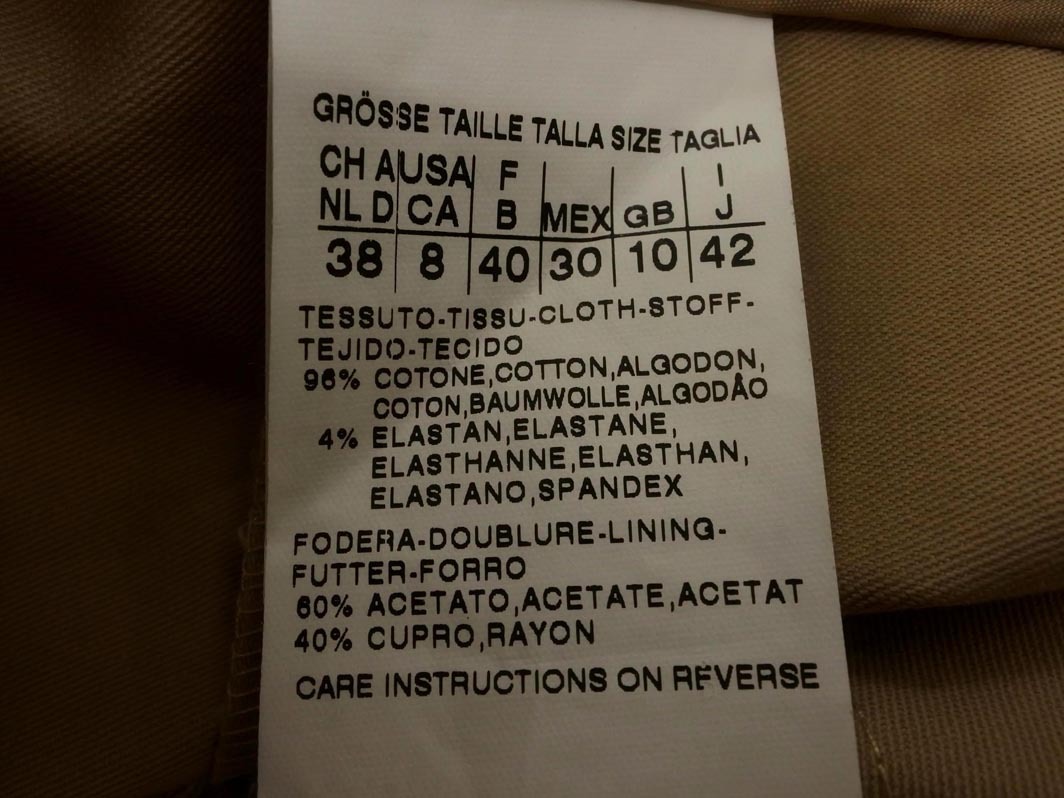 GRÖSSE TAILLE TALLA SIZE TAGLIA
CH A USA F I
NL D CA B MEX GB J
38 8 40 30 10 42
TESSUTO-TISSU-CLOTH-STOFF-
TEJIDO-TECIDO
96% COTONE,COTTON,ALGODON,
COTON,BAUMWOLLE,ALGODÂO
4% ELASTAN,ELASTANE,
ELASTHANNE,ELASTHAN,
ELASTANO,SPANDEX
FODERA-DOUBLURE-LINING-
FUTTER-FORRO
60% ACETATO,ACETATE,ACETAT
40% CUPRO,RAYON
CARE INSTRUCTIONS ON REVERSE